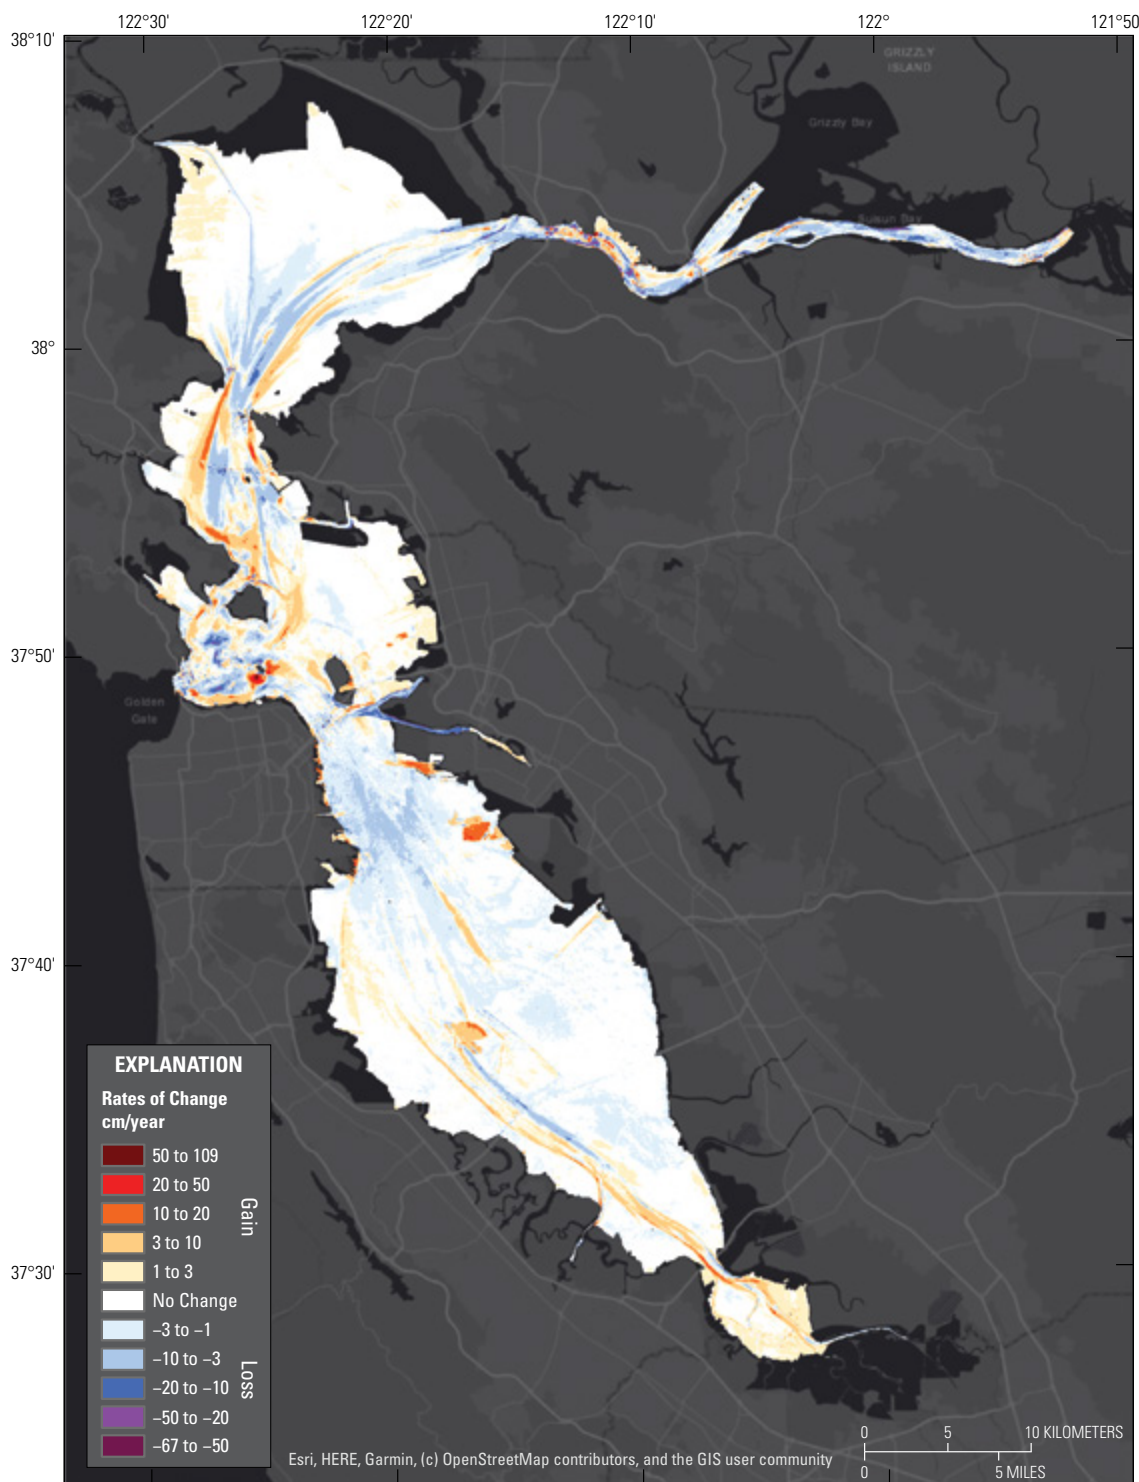 122°30' 122°20' 122°10' 122° 121°50'
38°10'
GRIZZLY
ISLAND
Grizzly Bay
Suisun Bay
38°
37°50'
Golden
Gate
37°40'
37°30'
EXPLANATION
Rates of Change
cm/year
50 to 109
20 to 50
10 to 20
3 to 10
1 to 3
Gain
No Change
−3 to −1
−10 to −3
−20 to −10
−50 to −20
−67 to −50
Loss
0 5 10 KILOMETERS
0 5 MILES
Esri, HERE, Garmin, (c) OpenStreetMap contributors, and the GIS user community